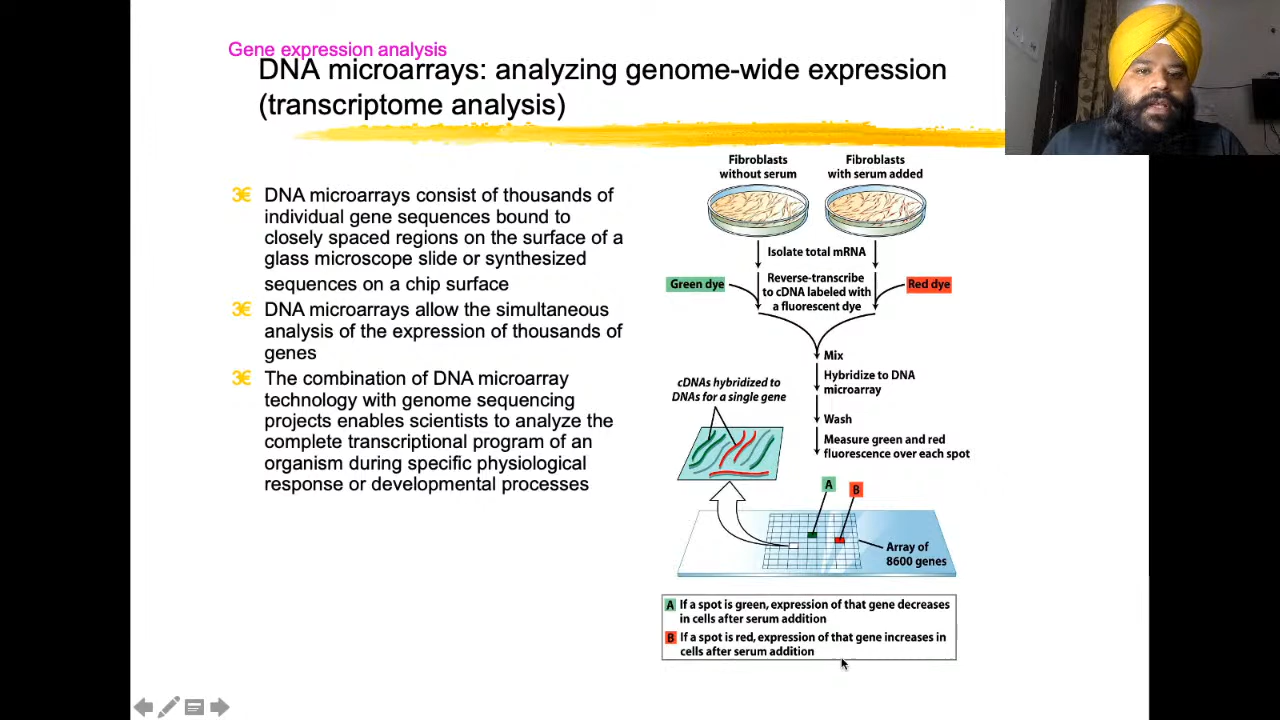 Gene expression analysis
DNA microarrays: analyzing genome-wide expression
(transcriptome analysis)
DNA microarrays consist of thousands of
individual gene sequences bound to
closely spaced regions on the surface of a
glass microscope slide or synthesized
sequences on a chip surface
DNA microarrays allow the simultaneous
analysis of the expression of thousands of
genes
The combination of DNA microarray
technology with genome sequencing
projects enables scientists to analyze the
complete transcriptional program of an
organism during specific physiological
response or developmental processes
Fibroblasts
without serum
Fibroblasts
with serum added
Isolate total mRNA
Green dye
Reverse-transcribe
to cDNA labeled with
a fluorescent dye
Red dye
Mix
Hybridize to DNA
microarray
Wash
Measure green and red
fluorescence over each spot
cDNAs hybridized to
DNAs for a single gene
A
B
Array of
8600 genes
A If a spot is green, expression of that gene decreases
in cells after serum addition
B If a spot is red, expression of that gene increases in
cells after serum addition